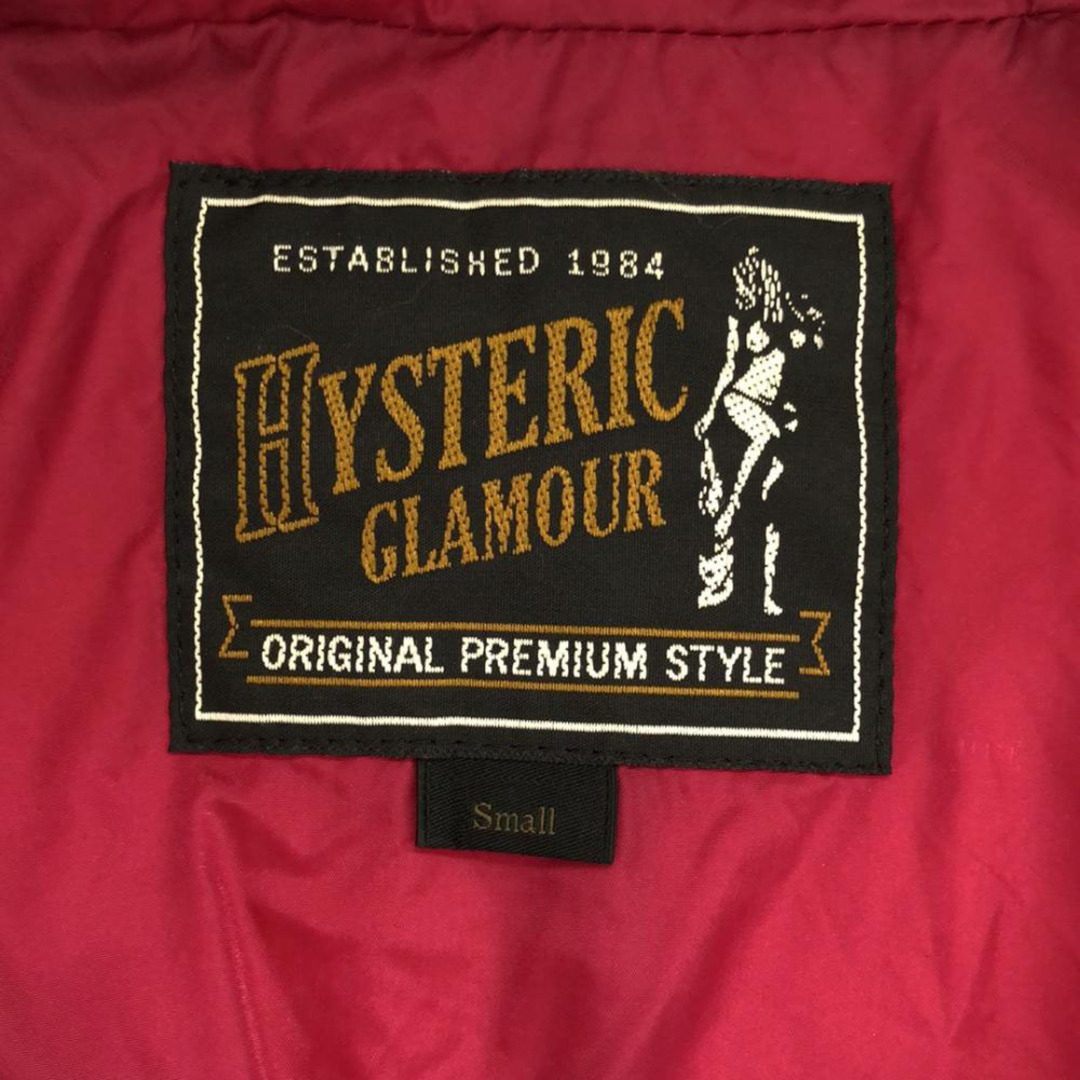 ESTABLISHED 1984
HYSTERIC
GLAMOUR
ORIGINAL PREMIUM STYLE
Small